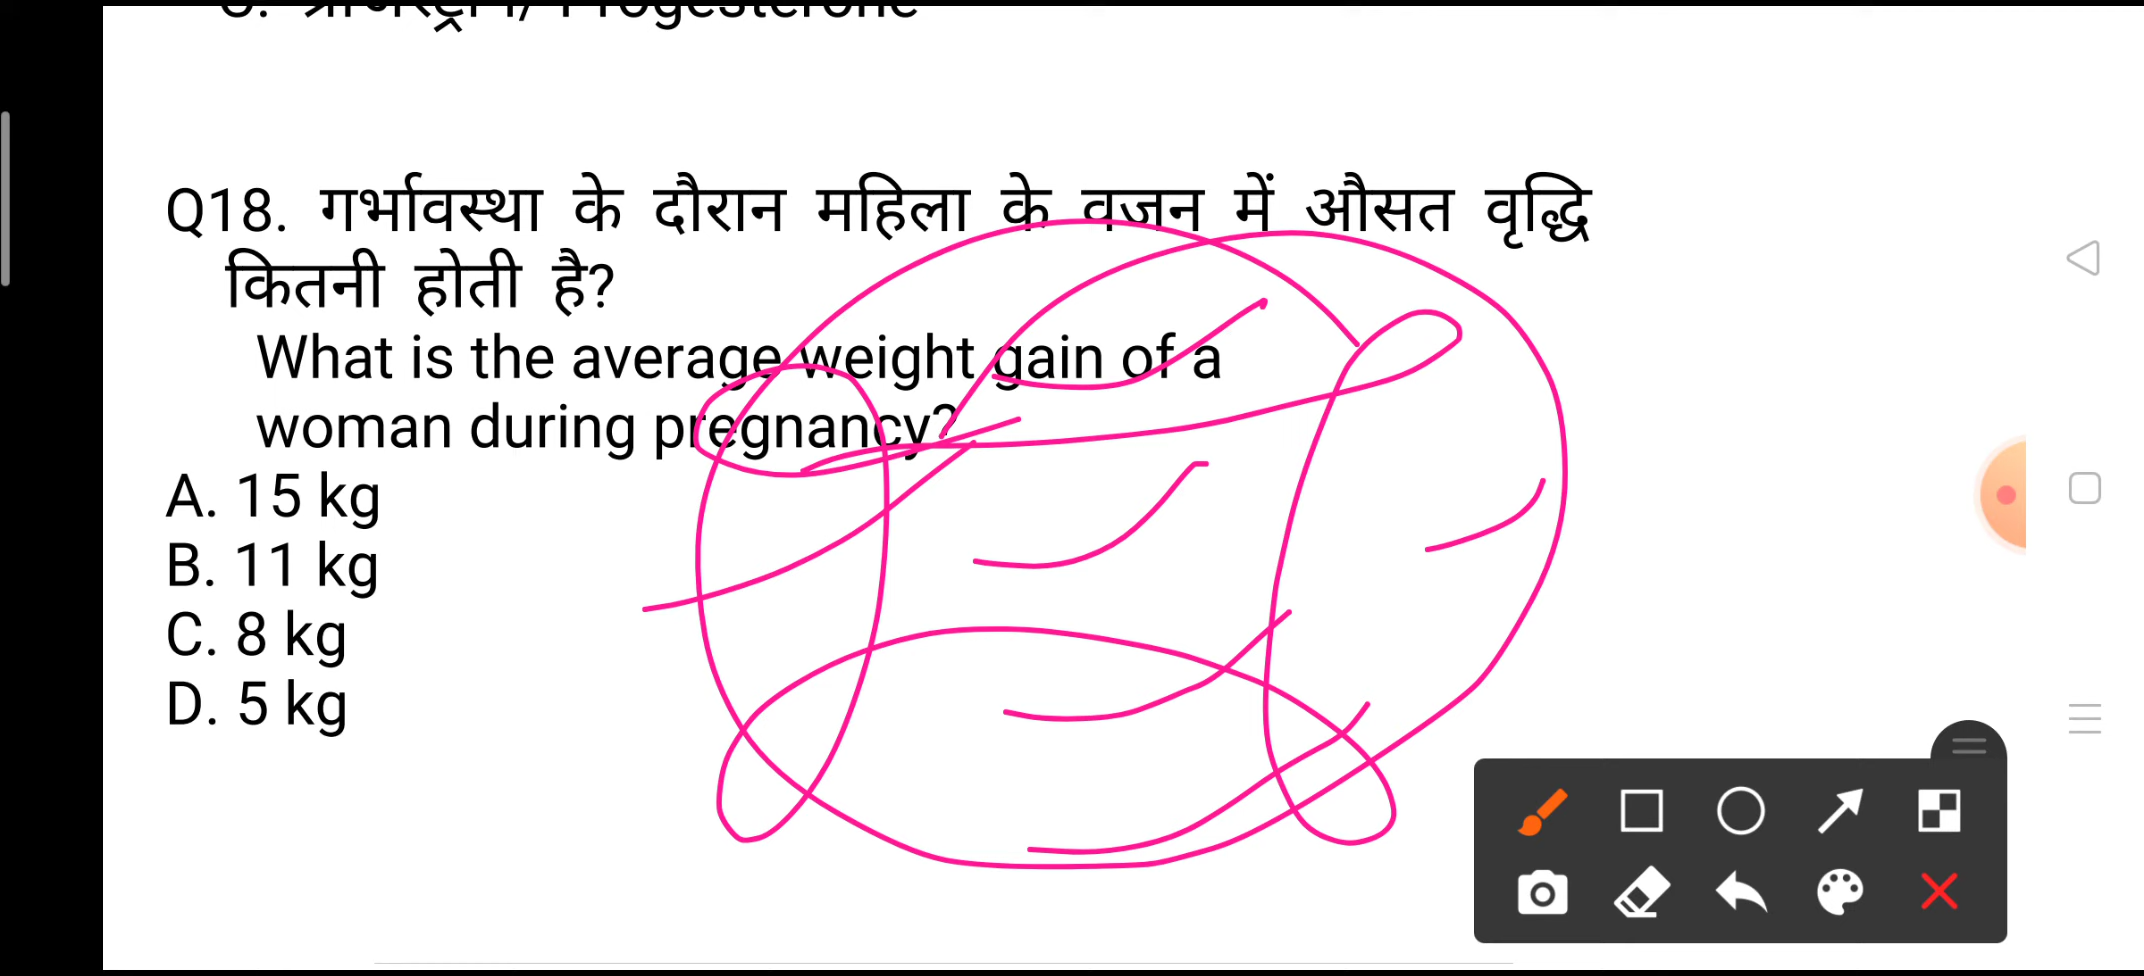 Progesterone
Q18. गर्भावस्था के दौरान महिला के वजन में औसत वृद्धि
कितनी होती है?
What is the average weight gain of a
woman during pregnancy?
A. 15 kg
B. 11 kg
C. 8 kg
D. 5 kg